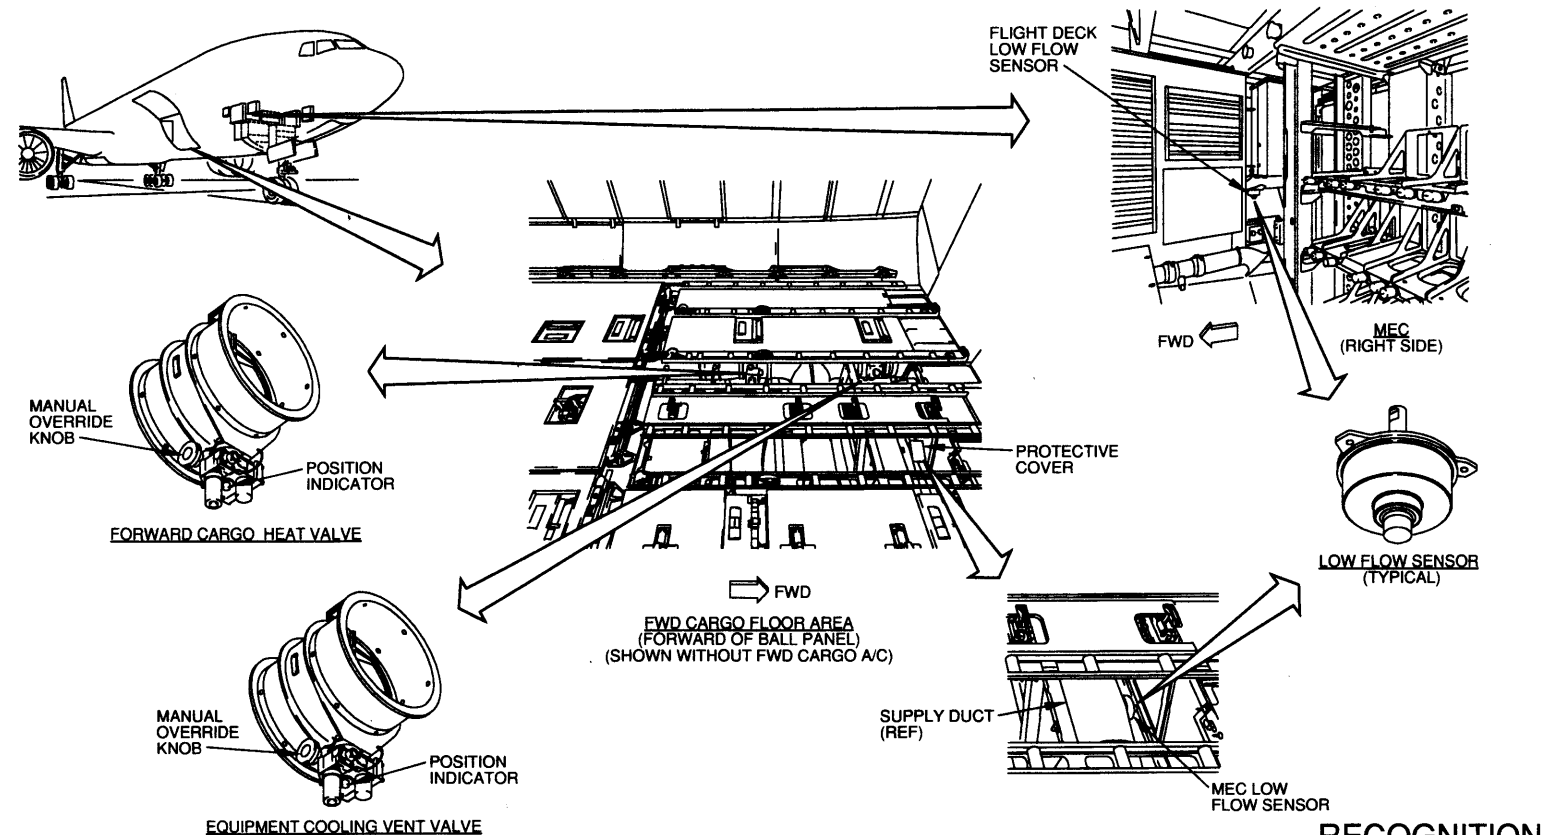 FLIGHT DECK
LOW FLOW
SENSOR
FWD
MEC
(RIGHT SIDE)
MANUAL
OVERRIDE
KNOB
POSITION
INDICATOR
FORWARD CARGO HEAT VALVE
PROTECTIVE
COVER
LOW FLOW SENSOR
(TYPICAL)
FWD
FWD CARGO FLOOR AREA
(FORWARD OF BALL PANEL)
(SHOWN WITHOUT FWD CARGO A/C)
MANUAL
OVERRIDE
KNOB
POSITION
INDICATOR
EQUIPMENT COOLING VENT VALVE
SUPPLY DUCT
(REF)
MEC LOW
FLOW SENSOR
RECOGNITION